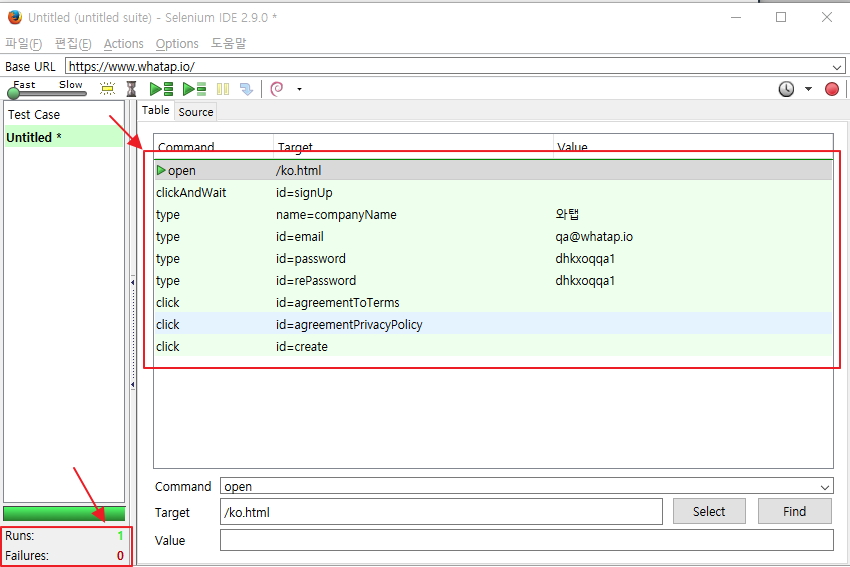 Untitled (untitled suite) - Selenium IDE 2.9.0 *
파일(F) 편집(E) Actions Options 도움말
Base URL https://www.whatap.io/
Fast Slow
Table Source
Test Case
Untitled *
Command Target Value
open /ko.html
clickAndWait id=signUp
type name=companyName 와탭
type id=email qa@whatap.io
type id=password dhkxoqqa1
type id=rePassword dhkxoqqa1
click id=agreementToTerms
click id=agreementPrivacyPolicy
click id=create
Command open
Target /ko.html Select Find
Value
Runs: 1
Failures: 0